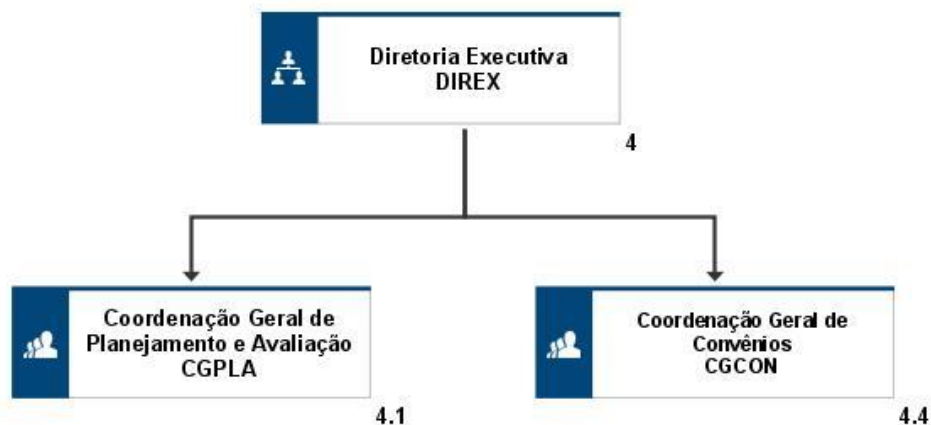 Diretoria Executiva
DIREX
4
Coordenação Geral de
Planejamento e Avaliação
CGPLA
4.1
Coordenação Geral de
Convênios
CGCON
4.4